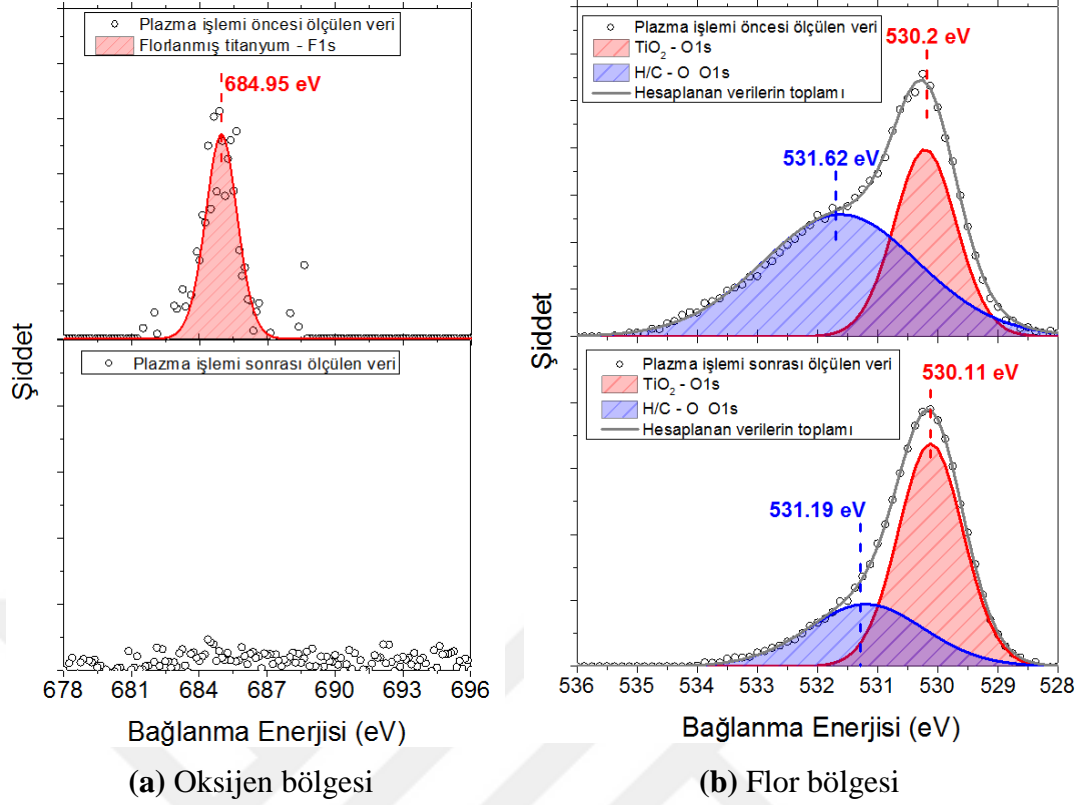 Plazma işlemi öncesi ölçülen veri
Florlanmış titanyum - F1s
684.95 eV
Plazma işlemi sonrası ölçülen veri
Şiddet
678 681 684 687 690 693 696
Bağlanma Enerjisi (eV)
(a) Oksijen bölgesi
Plazma işlemi öncesi ölçülen veri
TiO2 - O1s
H/C - O O1s
Hesaplanan verilerin toplamı
530.2 eV
531.62 eV
Plazma işlemi sonrası ölçülen veri
TiO2 - O1s
H/C - O O1s
Hesaplanan verilerin toplamı
530.11 eV
531.19 eV
Şiddet
536 535 534 533 532 531 530 529 528
Bağlanma Enerjisi (eV)
(b) Flor bölgesi